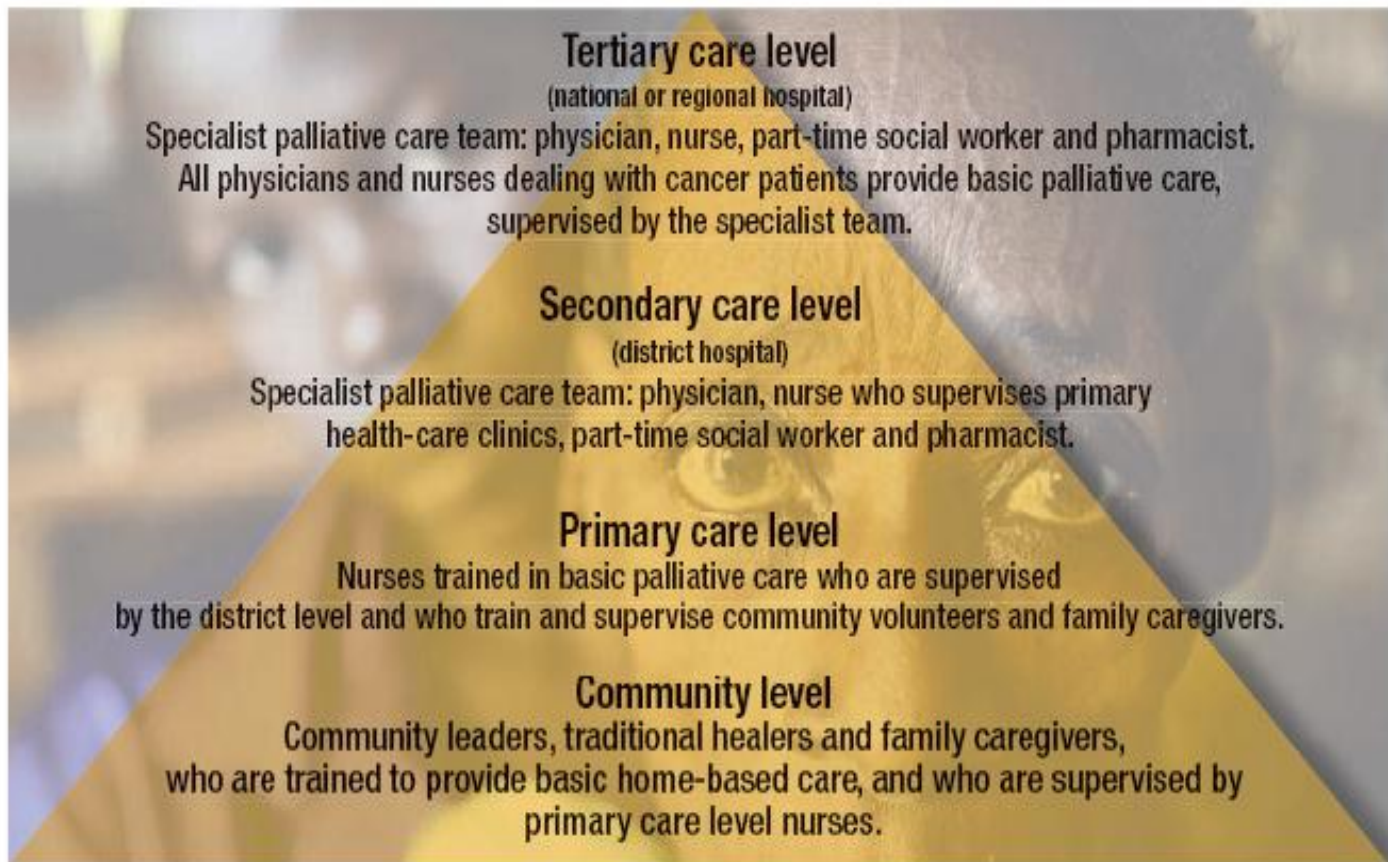 Tertiary care level
(national or regional hospital)
Specialist palliative care team: physician, nurse, part-time social worker and pharmacist.
All physicians and nurses dealing with cancer patients provide basic palliative care,
supervised by the specialist team.
Secondary care level
(district hospital)
Specialist palliative care team: physician, nurse who supervises primary
health-care clinics, part-time social worker and pharmacist.
Primary care level
Nurses trained in basic palliative care who are supervised
by the district level and who train and supervise community volunteers and family caregivers.
Community level
Community leaders, traditional healers and family caregivers,
who are trained to provide basic home-based care, and who are supervised by
primary care level nurses.